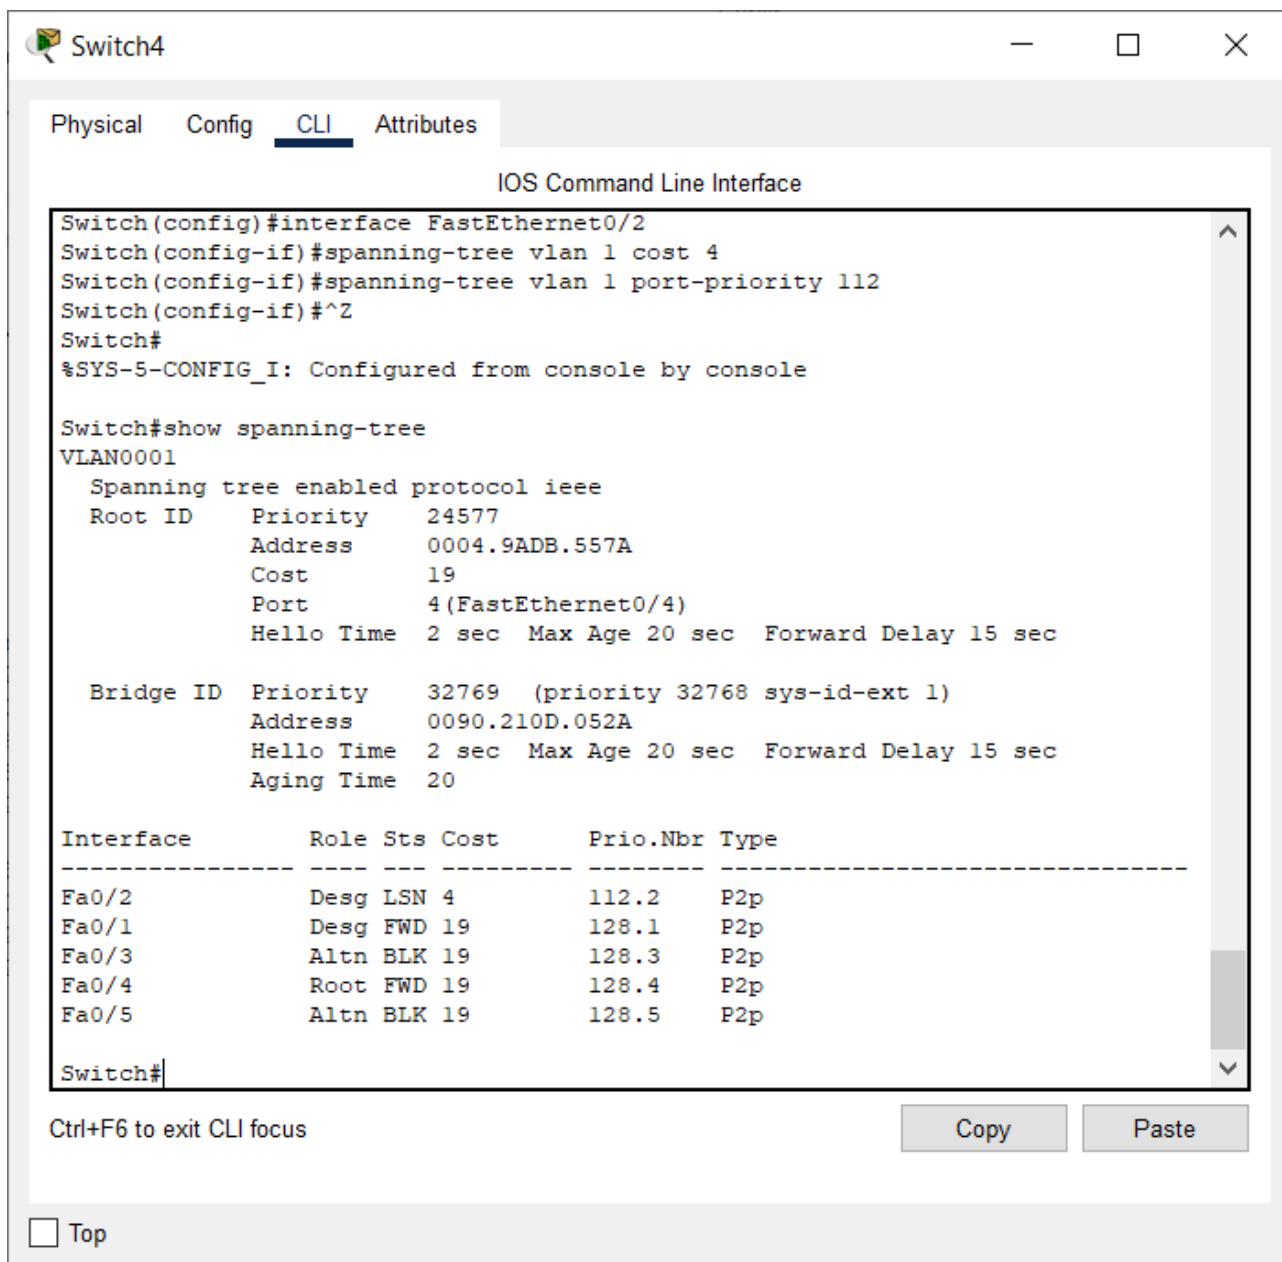 Switch4
Physical Config CLI Attributes
IOS Command Line Interface
Switch(config)#interface FastEthernet0/2
Switch(config-if)#spanning-tree vlan 1 cost 4
Switch(config-if)#spanning-tree vlan 1 port-priority 112
Switch(config-if)#^Z
Switch#
%SYS-5-CONFIG_I: Configured from console by console
Switch#show spanning-tree
VLAN0001
  Spanning tree enabled protocol ieee
  Root ID    Priority    24577
             Address     0004.9ADB.557A
             Cost        19
             Port        4(FastEthernet0/4)
             Hello Time  2 sec  Max Age 20 sec  Forward Delay 15 sec
  Bridge ID  Priority    32769  (priority 32768 sys-id-ext 1)
             Address     0090.210D.052A
             Hello Time  2 sec  Max Age 20 sec  Forward Delay 15 sec
             Aging Time  20
Interface        Role Sts Cost      Prio.Nbr Type
---------------- ---- --- --------- -------- --------------------------------
Fa0/2            Desg LSN 4         112.2    P2p
Fa0/1            Desg FWD 19        128.1    P2p
Fa0/3            Altn BLK 19        128.3    P2p
Fa0/4            Root FWD 19        128.4    P2p
Fa0/5            Altn BLK 19        128.5    P2p
Switch#
Ctrl+F6 to exit CLI focus Copy Paste
Top